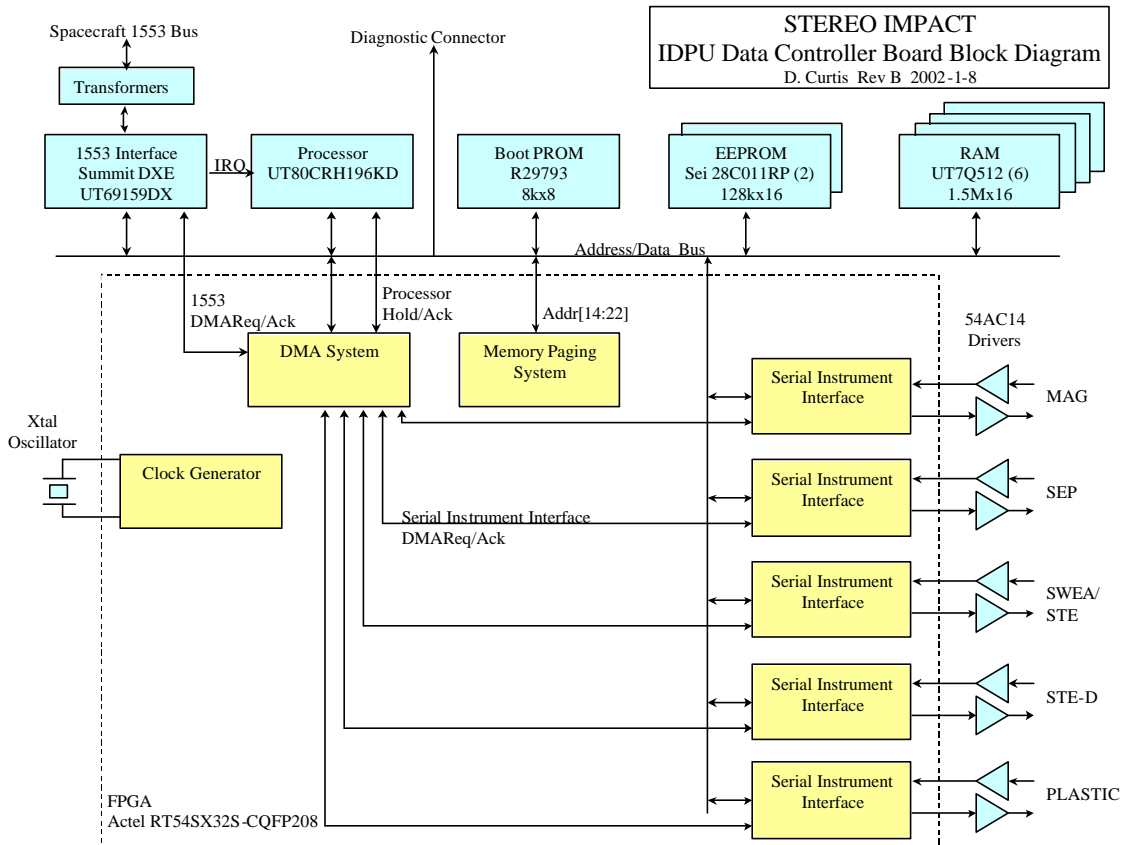 STEREO IMPACT
IDPU Data Controller Board Block Diagram
D. Curtis Rev B 2002-1-8
Spacecraft 1553 Bus
Diagnostic Connector
Transformers
1553 Interface
Summit DXE
UT69159DX
IRQ
Processor
UT80CRH196KD
Boot PROM
R29793
8kx8
EEPROM
Sei 28C011RP (2)
128kx16
RAM
UT7Q512 (6)
1.5Mx16
Address/Data Bus
1553
DMAReq/Ack
Processor
Hold/Ack
Addr[14:22]
DMA System
Memory Paging
System
54AC14
Drivers
Serial Instrument
Interface
MAG
Xtal
Oscillator
Clock Generator
Serial Instrument
Interface
SEP
Serial Instrument Interface
DMAReq/Ack
Serial Instrument
Interface
SWEA/
STE
Serial Instrument
Interface
STE-D
Serial Instrument
Interface
PLASTIC
FPGA
Actel RT54SX32S-CQFP208